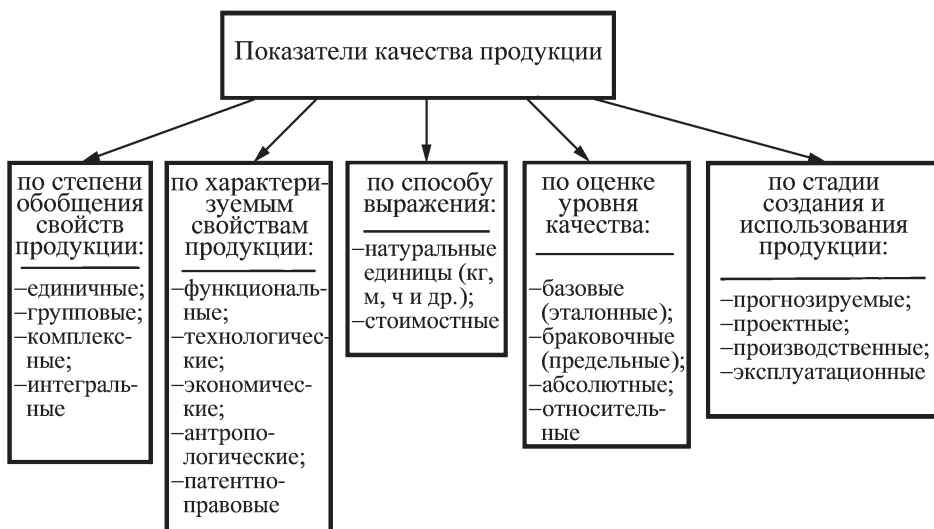 Показатели качества продукции
по степени
обобщения
свойств
продукции:
–единичные;
–групповые;
–комплекс-
ные;
–интеграль-
ные
по характери-
зуемым
свойствам
продукции:
–функциональ-
ные;
–технологичес-
кие;
–экономичес-
кие;
–антропо-
логические;
–патентно-
правовые
по способу
выражения:
–натуральные
единицы (кг,
м, ч и др.);
–стоимостные
по оценке
уровня
качества:
–базовые
(эталонные);
–браковочные
(предельные);
–абсолютные;
–относитель-
ные
по стадии
создания и
использования
продукции:
–прогнозируемые;
–проектные;
–производственные;
–эксплуатационные